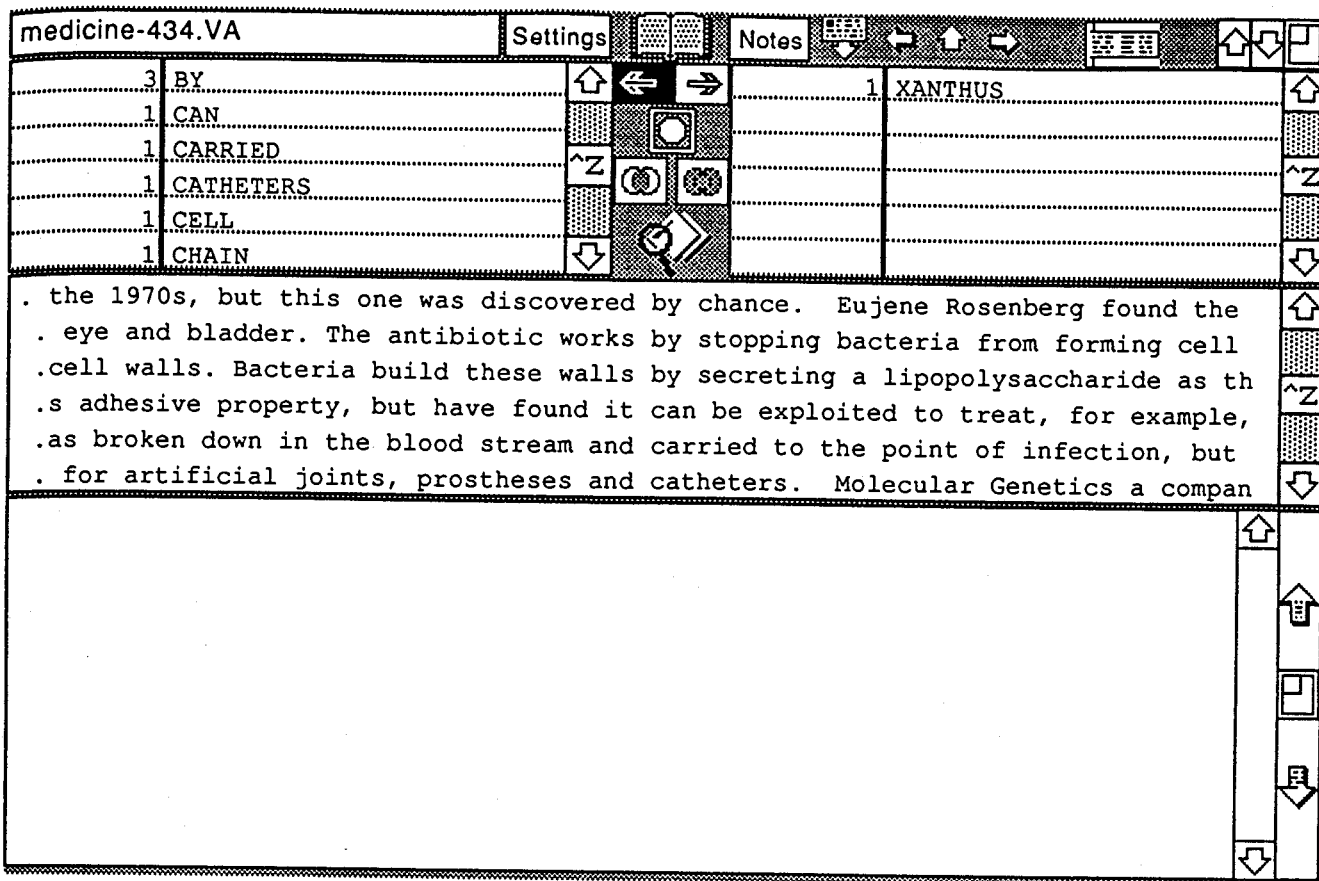 medicine-434.VA Settings Notes
3 BY ^Z 1 XANTHUS ^Z
1 CAN
1 CARRIED
1 CATHETERS
1 CELL
1 CHAIN
. the 1970s, but this one was discovered by chance.  Eujene Rosenberg found the
. eye and bladder. The antibiotic works by stopping bacteria from forming cell
.cell walls. Bacteria build these walls by secreting a lipopolysaccharide as th
.s adhesive property, but have found it can be exploited to treat, for example,
.as broken down in the blood stream and carried to the point of infection, but
. for artificial joints, prostheses and catheters.  Molecular Genetics a compan
^Z